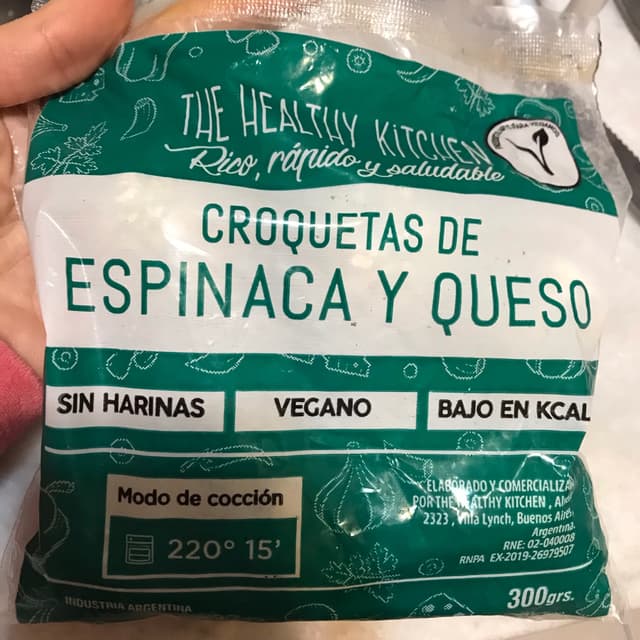 THE HEALTHY KITCHEN
Rico, rápido y saludable
CROQUETAS DE
ESPINACA Y QUESO
SIN HARINAS
VEGANO
BAJO EN KCAL
Modo de cocción
220° 15'
ELABORADO Y COMERCIALIZA
POR THE HEALTHY KITCHEN,
2323, Villa Lynch, Buenos Aires,
Argentina.
RNE: 02-040008
RNPA EX-2019-26979507
INDUSTRIA ARGENTINA
300grs.